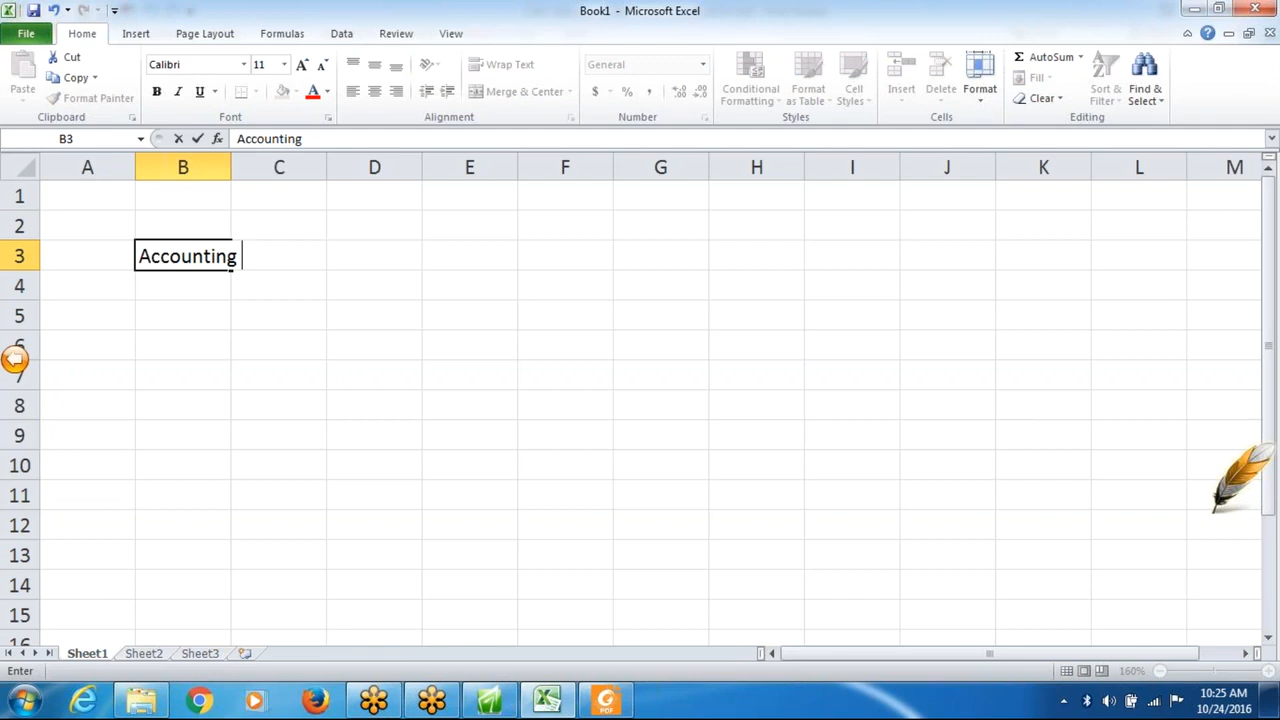 Book1 - Microsoft Excel
File Home Insert Page Layout Formulas Data Review View
Paste
Cut
Copy
Format Painter
Clipboard
Calibri 11
B I U
Font
Wrap Text
Merge & Center
Alignment
General
$ % ,
Number
Conditional Formatting
Format as Table
Cell Styles
Styles
Insert Delete Format
Cells
Σ AutoSum
Fill
Clear
Sort & Filter
Find & Select
Editing
B3 fx Accounting
A B C D E F G H I J K L M
1
2
3 Accounting
4
5
6
7
8
9
10
11
12
13
14
15
16
Sheet1 Sheet2 Sheet3
Enter 160%
PDF
10:25 AM
10/24/2016